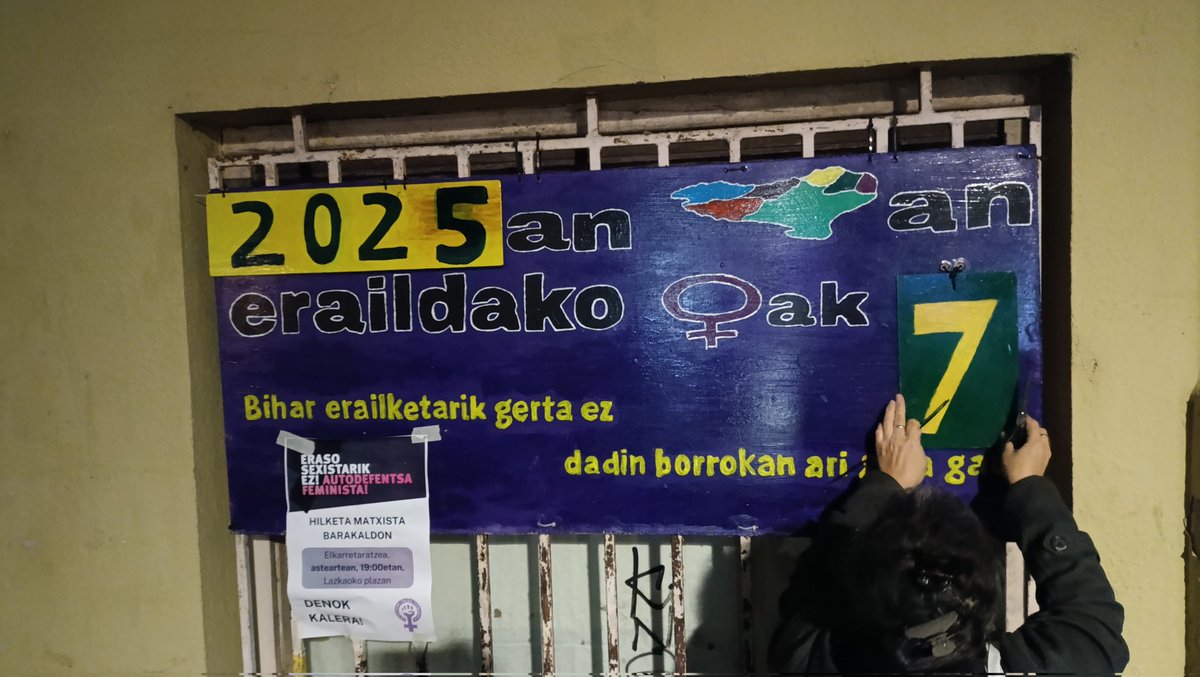 2025an an
eraildako ak 7
Bihar erailketarik gerta ez
dadin borrokan ari
ERASO
SEXISTARIK
EZ! AUTODEFENTSA
FEMINISTA!
HILKETA MATXISTA
BARAKALDON
Elkarretaratzea,
asteartean, 19:00etan,
Lazkaoko plazan
DENOK
KALERA!